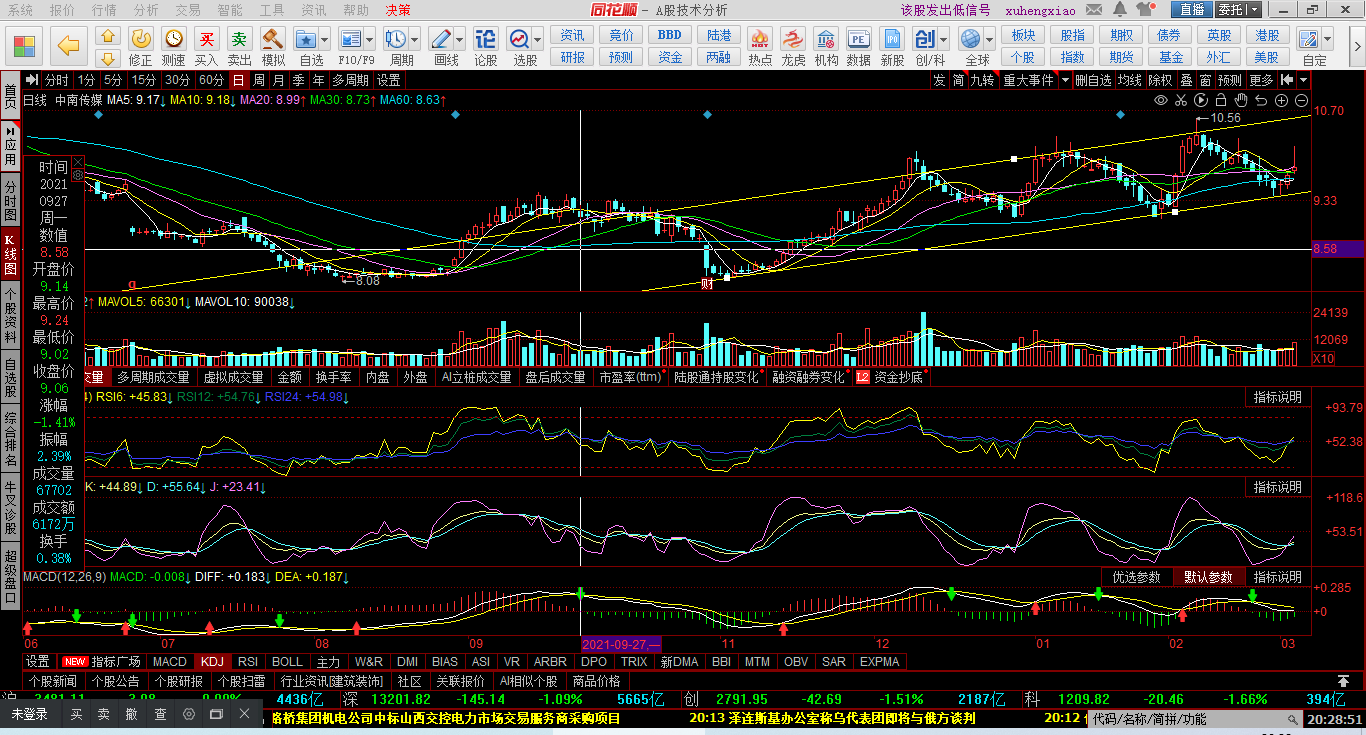 系统 报价 行情 分析 交易 智能 工具 资讯 帮助 决策 同花顺 - A股技术分析 该股发出低信号 xuhengxiao 直播 委托
资讯 竞价 BBD 陆港 板块 股指 期权 债券 英股 港股
修正 测速 买入 卖出 模拟 自选 F10/F9 周期 画线 论股 选股 研报 预测 资金 两融 热点 龙虎 机构 数据 新股 创/科 全球 个股 指数 期货 基金 外汇 美股 自定
分时 1分 5分 15分 30分 60分 日 周 月 季 年 多周期 设置 发 简 九转 重大事件 删自选 均线 除权 叠 窗 预测 更多
日线 中南传媒 MA5: 9.17↓ MA10: 9.18↓ MA20: 8.99↑ MA30: 8.73↑ MA60: 8.63↑
首页
应用
分时图
K线图
个股资料
自选股
综合排名
牛叉诊股
超级盘口
时间
2021
0927
周一
数值
8.58
开盘价
9.14
最高价
9.24
最低价
9.02
收盘价
9.06
涨幅
-1.41%
振幅
2.39%
成交量
67702
成交额
6172万
换手
0.38%
10.70
10.56
9.33
8.58
8.08
q
财
MAVOL5: 66301↓ MAVOL10: 90038↓
24139
12069
X10
多周期成交量 虚拟成交量 金额 换手率 内盘 外盘 AI立桩成交量 盘后成交量 市盈率(ttm) 陆股通持股变化 融资融券变化 L2 资金抄底
RSI6: +45.83↓ RSI12: +54.76↓ RSI24: +54.98↓ 指标说明
+93.79
+52.38
K: +44.89↓ D: +55.64↓ J: +23.41↓ 指标说明
+118.6
+53.51
MACD(12,26,9) MACD: -0.008↓ DIFF: +0.183↓ DEA: +0.187↓ 优选参数 默认参数 指标说明
+0.285
+0
06 07 08 09 2021-09-27,一 11 12 01 02 03
设置 NEW 指标广场 MACD KDJ RSI BOLL 主力 W&R DMI BIAS ASI VR ARBR DPO TRIX 新DMA BBI MTM OBV SAR EXPMA
个股新闻 个股公告 个股研报 个股扫雷 行业资讯[建筑装饰] 社区 关联报价 AI相似个股 商品价格
4436亿 深 13201.82 -145.14 -1.09% 5665亿 创 2791.95 -42.69 -1.51% 2187亿 科 1209.82 -20.46 -1.66% 394亿
未登录 买 卖 撤 查 路桥集团机电公司中标山西交控电力市场交易服务商采购项目 20:13 泽连斯基办公室称乌代表团即将与俄方谈判 20:12 代码/名称/简拼/功能 20:28:51